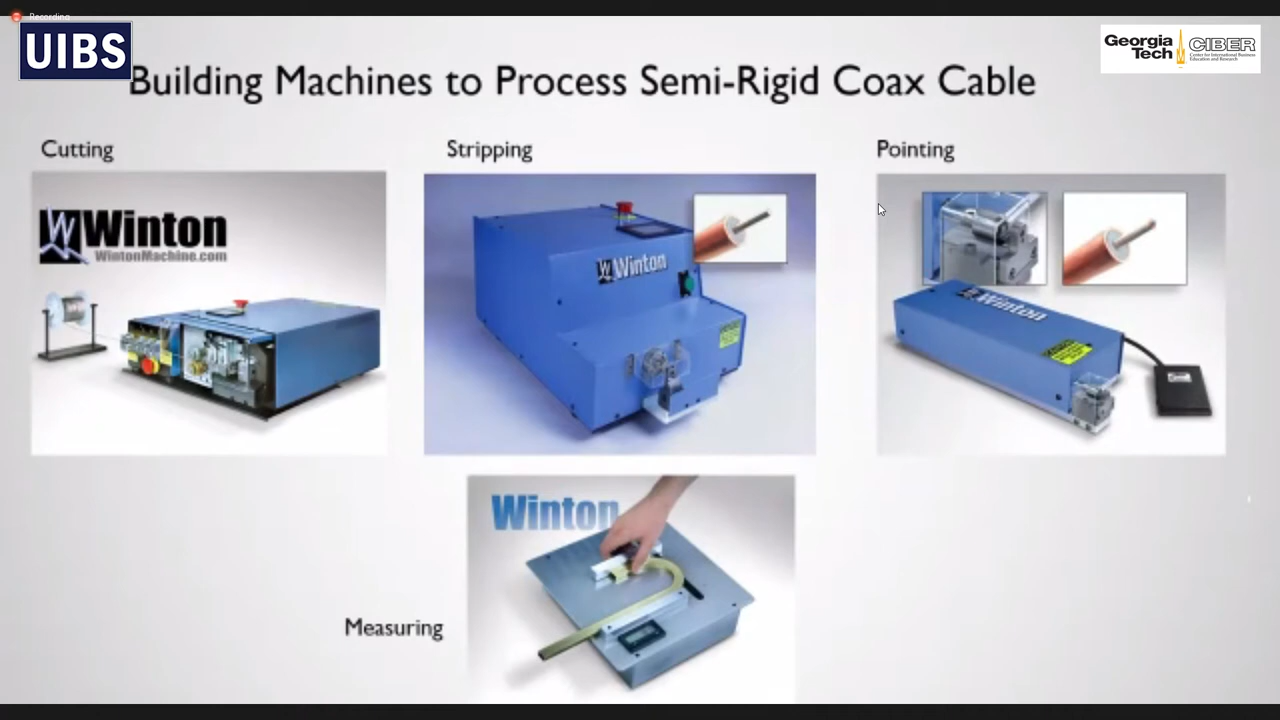 Recording
UIBS
Georgia Tech CIBER
Center for International Business
Education and Research
Building Machines to Process Semi-Rigid Coax Cable
Cutting
Stripping
Pointing
W Winton
WintonMachine.com
W Winton
W Winton
Winton
Measuring